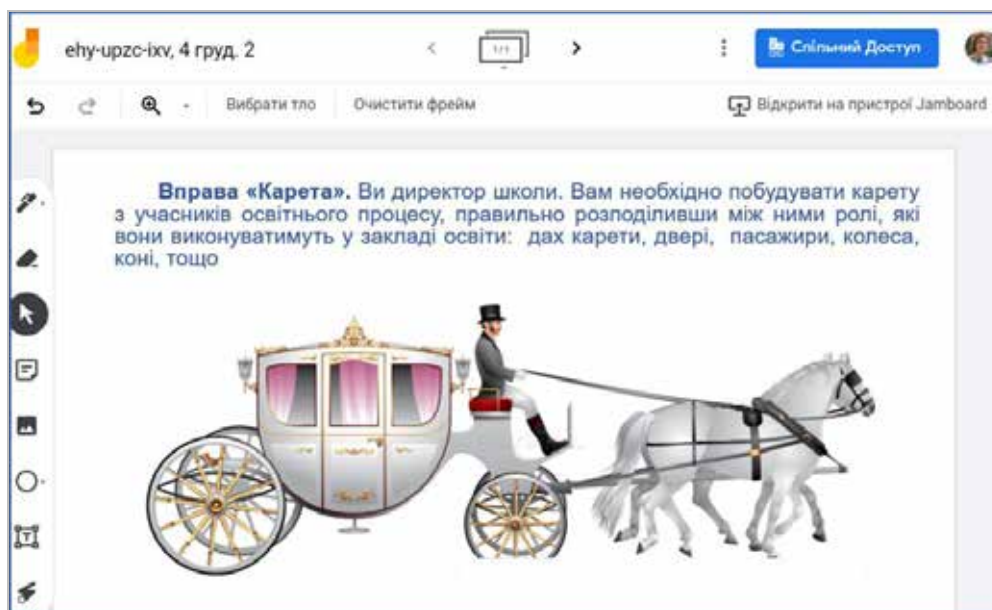 ehy-upzc-ixv, 4 груд. 2
1/1
Спільний Доступ
Вибрати тло
Очистити фрейм
Відкрити на пристрої Jamboard
Вправа «Карета». Ви директор школи. Вам необхідно побудувати карету
з учасників освітнього процесу, правильно розподіливши між ними ролі, які
вони виконуватимуть у закладі освіти: дах карети, двері, пасажири, колеса,
коні, тощо
T